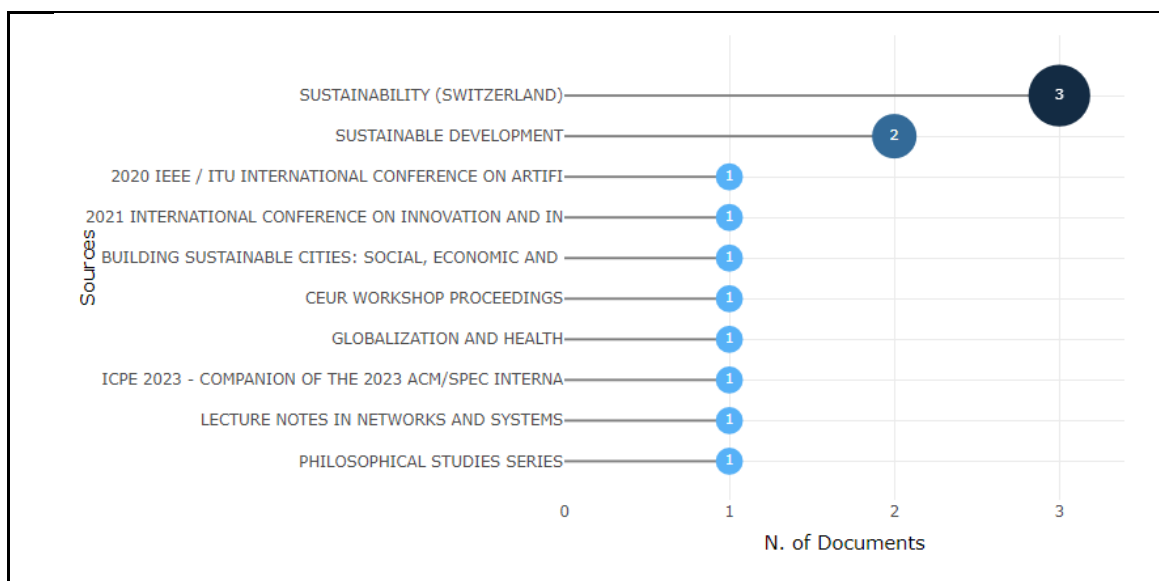 SUSTAINABILITY (SWITZERLAND) 3
SUSTAINABLE DEVELOPMENT 2
2020 IEEE / ITU INTERNATIONAL CONFERENCE ON ARTIFI 1
2021 INTERNATIONAL CONFERENCE ON INNOVATION AND IN 1
BUILDING SUSTAINABLE CITIES: SOCIAL, ECONOMIC AND 1
CEUR WORKSHOP PROCEEDINGS 1
GLOBALIZATION AND HEALTH 1
ICPE 2023 - COMPANION OF THE 2023 ACM/SPEC INTERNA 1
LECTURE NOTES IN NETWORKS AND SYSTEMS 1
PHILOSOPHICAL STUDIES SERIES 1
Sources
0 1 2 3
N. of Documents